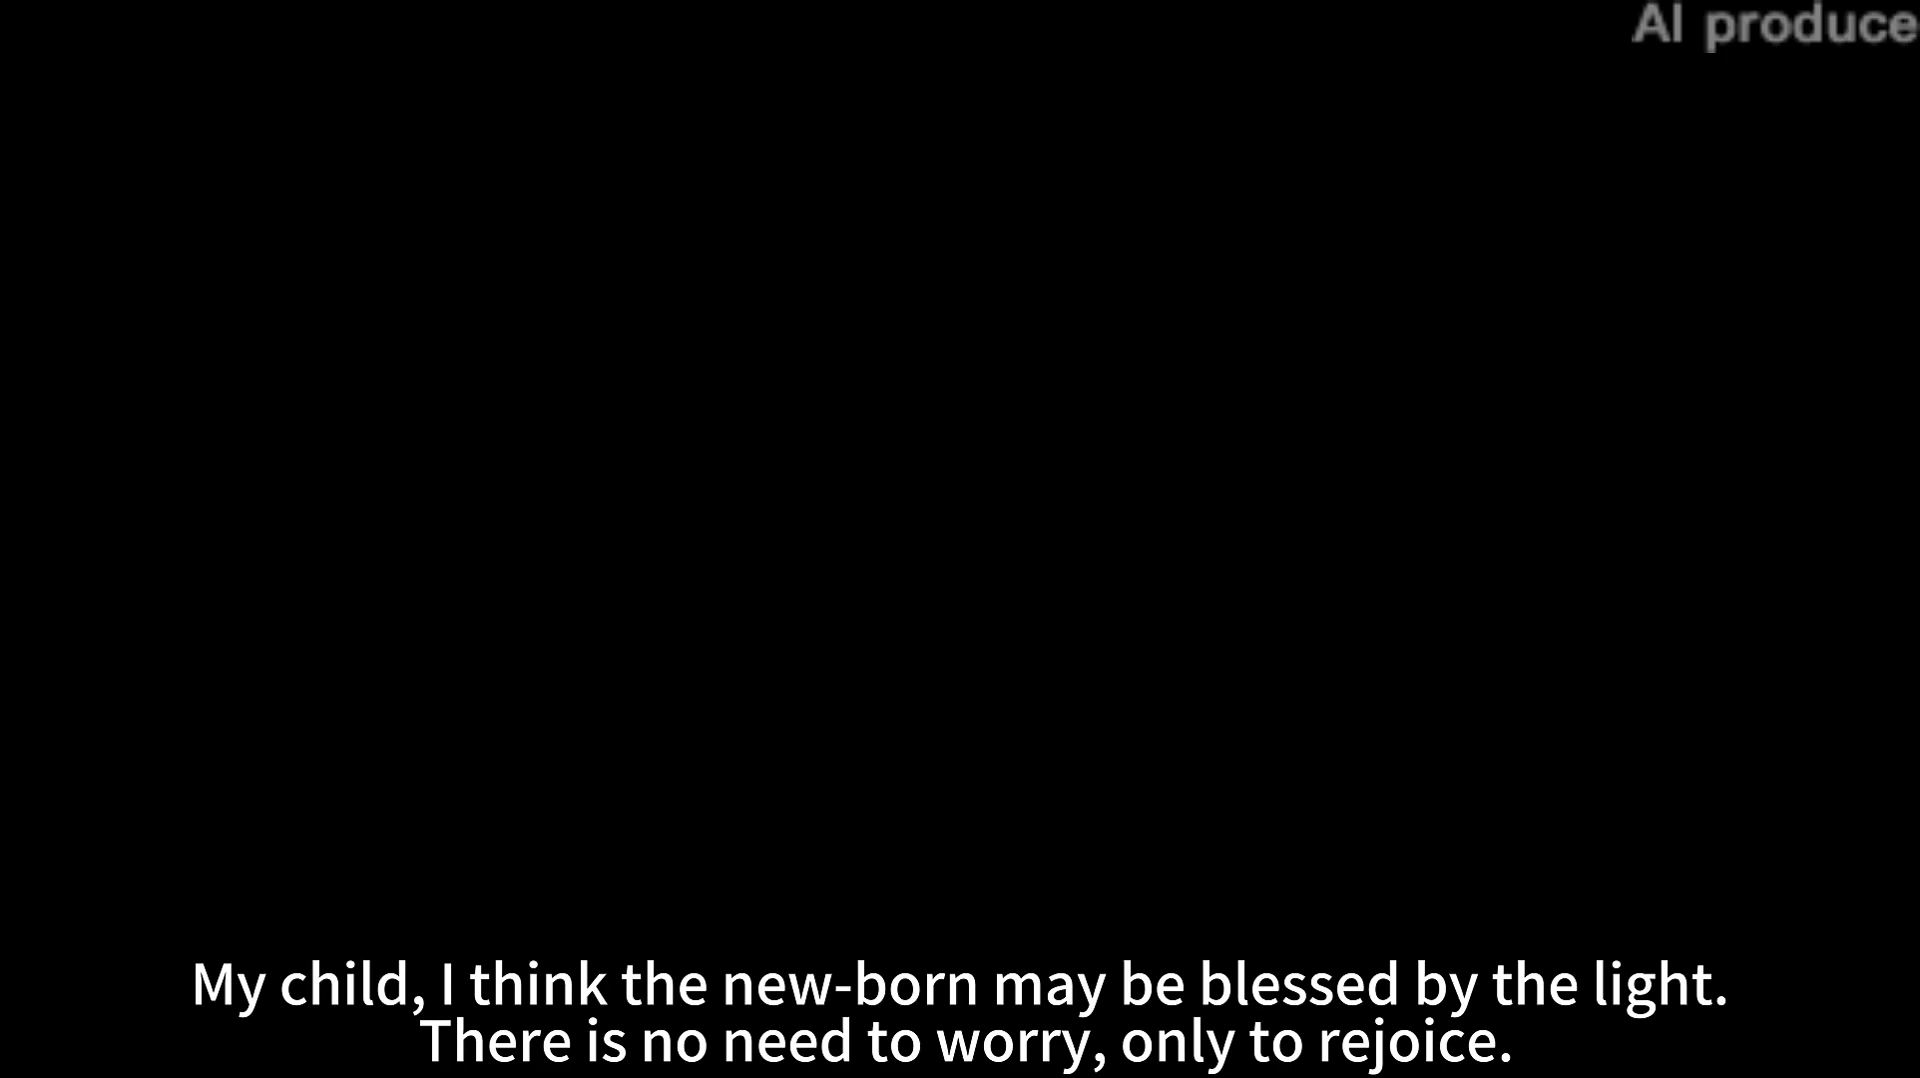 AI produce
My child, I think the new-born may be blessed by the light.
There is no need to worry, only to rejoice.